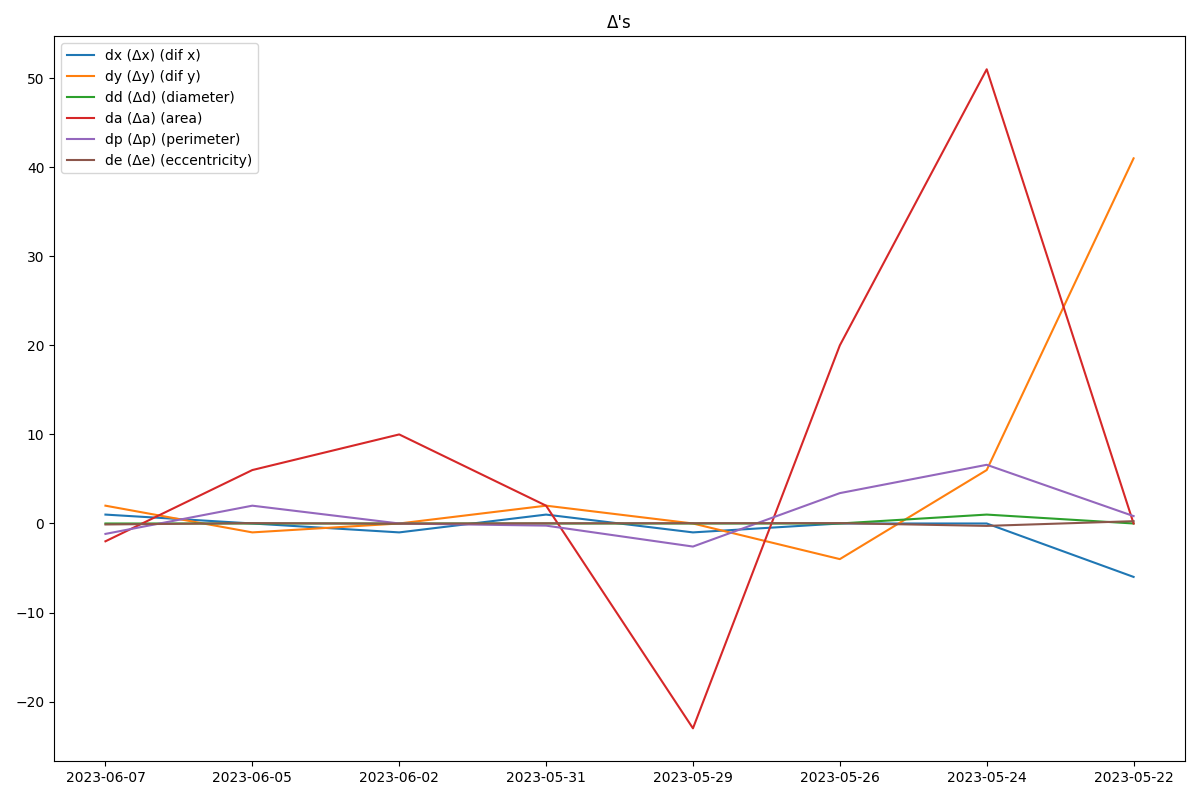 Δ's
dx (Δx) (dif x)
dy (Δy) (dif y)
dd (Δd) (diameter)
da (Δa) (area)
dp (Δp) (perimeter)
de (Δe) (eccentricity)
50
40
30
20
10
0
−10
−20
2023-06-07 2023-06-05 2023-06-02 2023-05-31 2023-05-29 2023-05-26 2023-05-24 2023-05-22